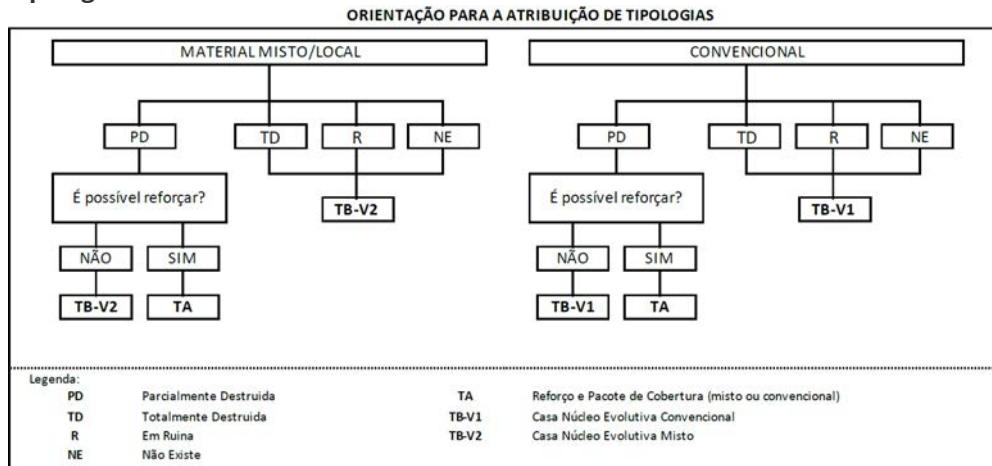 ORIENTAÇÃO PARA A ATRIBUIÇÃO DE TIPOLOGIAS
MATERIAL MISTO/LOCAL
CONVENCIONAL
PD TD R NE
PD TD R NE
É possível reforçar?
TB-V2
É possível reforçar?
TB-V1
NÃO SIM
NÃO SIM
TB-V2 TA
TB-V1 TA
Legenda:
PD Parcialmente Destruida
TA Reforço e Pacote de Cobertura (misto ou convencional)
TD Totalmente Destruida
TB-V1 Casa Núcleo Evolutiva Convencional
R Em Ruina
TB-V2 Casa Núcleo Evolutiva Misto
NE Não Existe